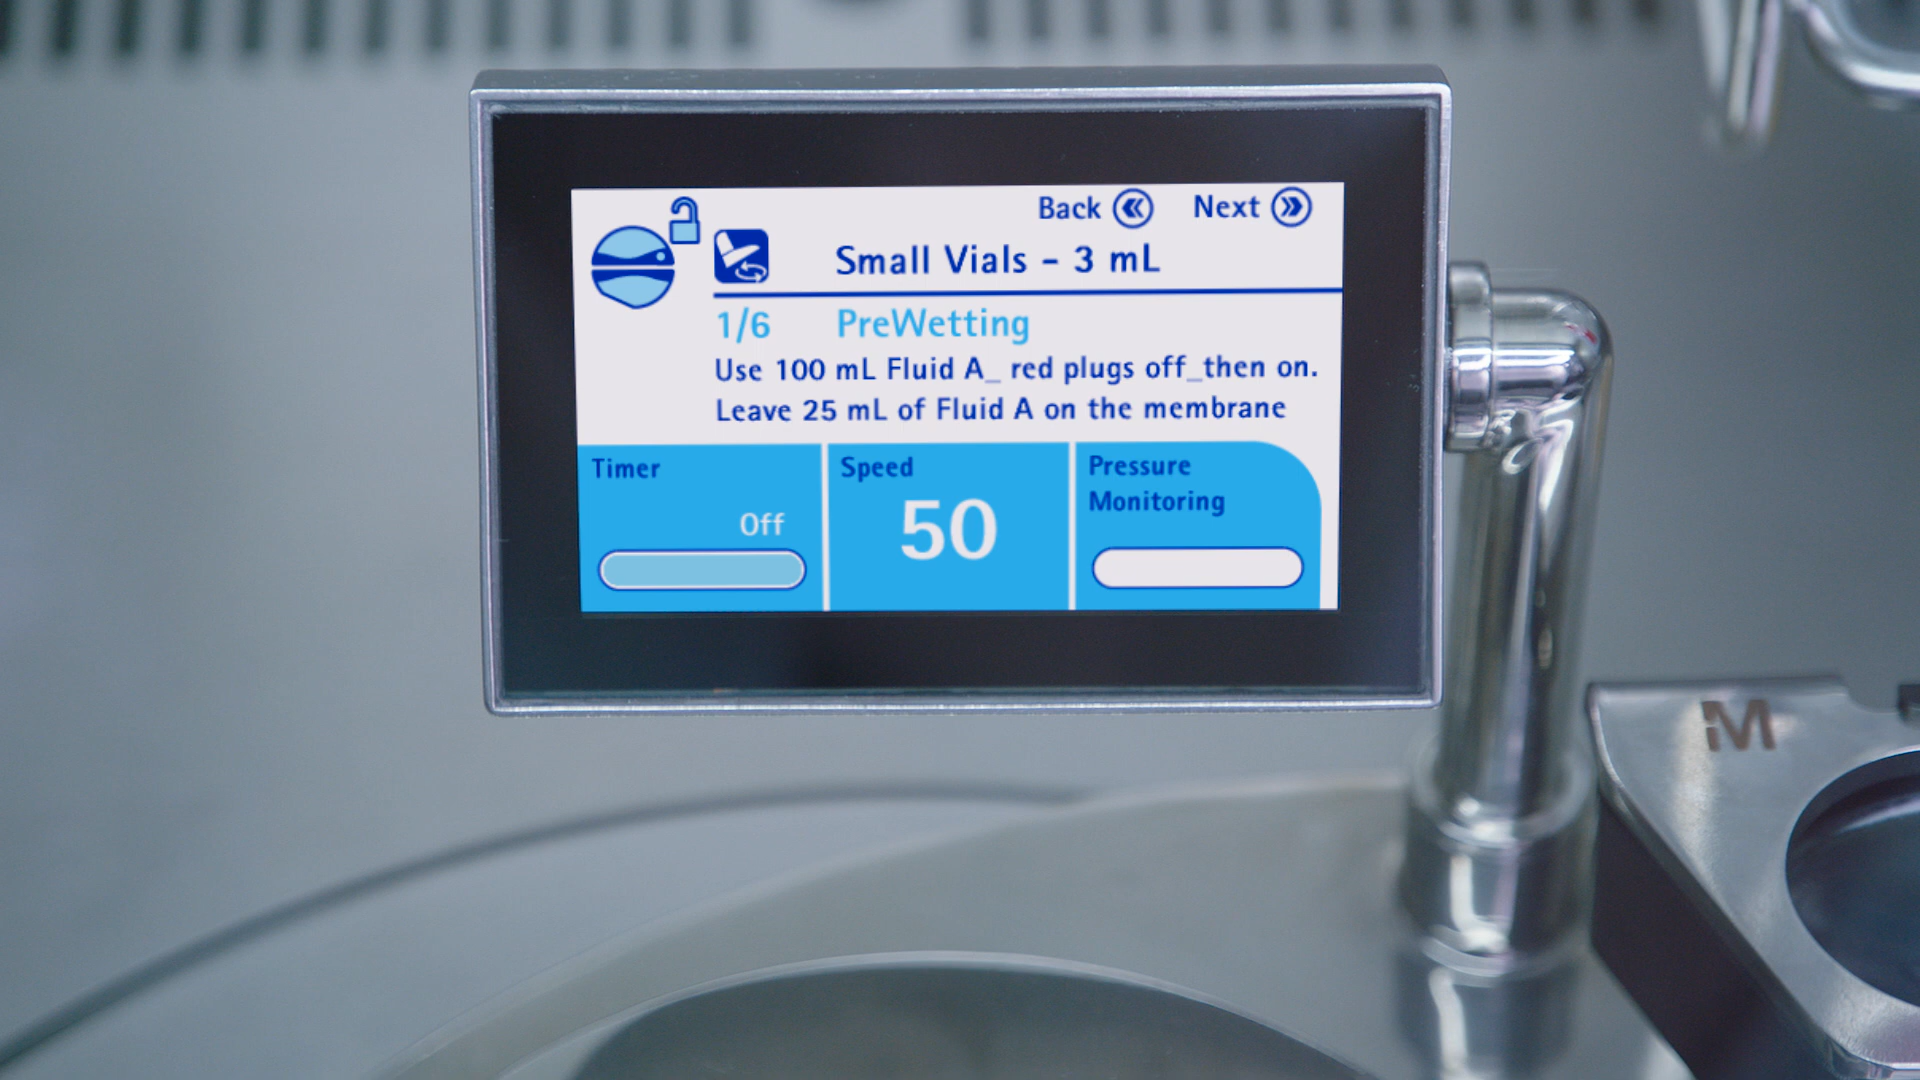 Back Next
Small Vials - 3 mL
1/6 PreWetting
Use 100 mL Fluid A_ red plugs off_then on.
Leave 25 mL of Fluid A on the membrane
Timer
Off
Speed
50
Pressure
Monitoring
M